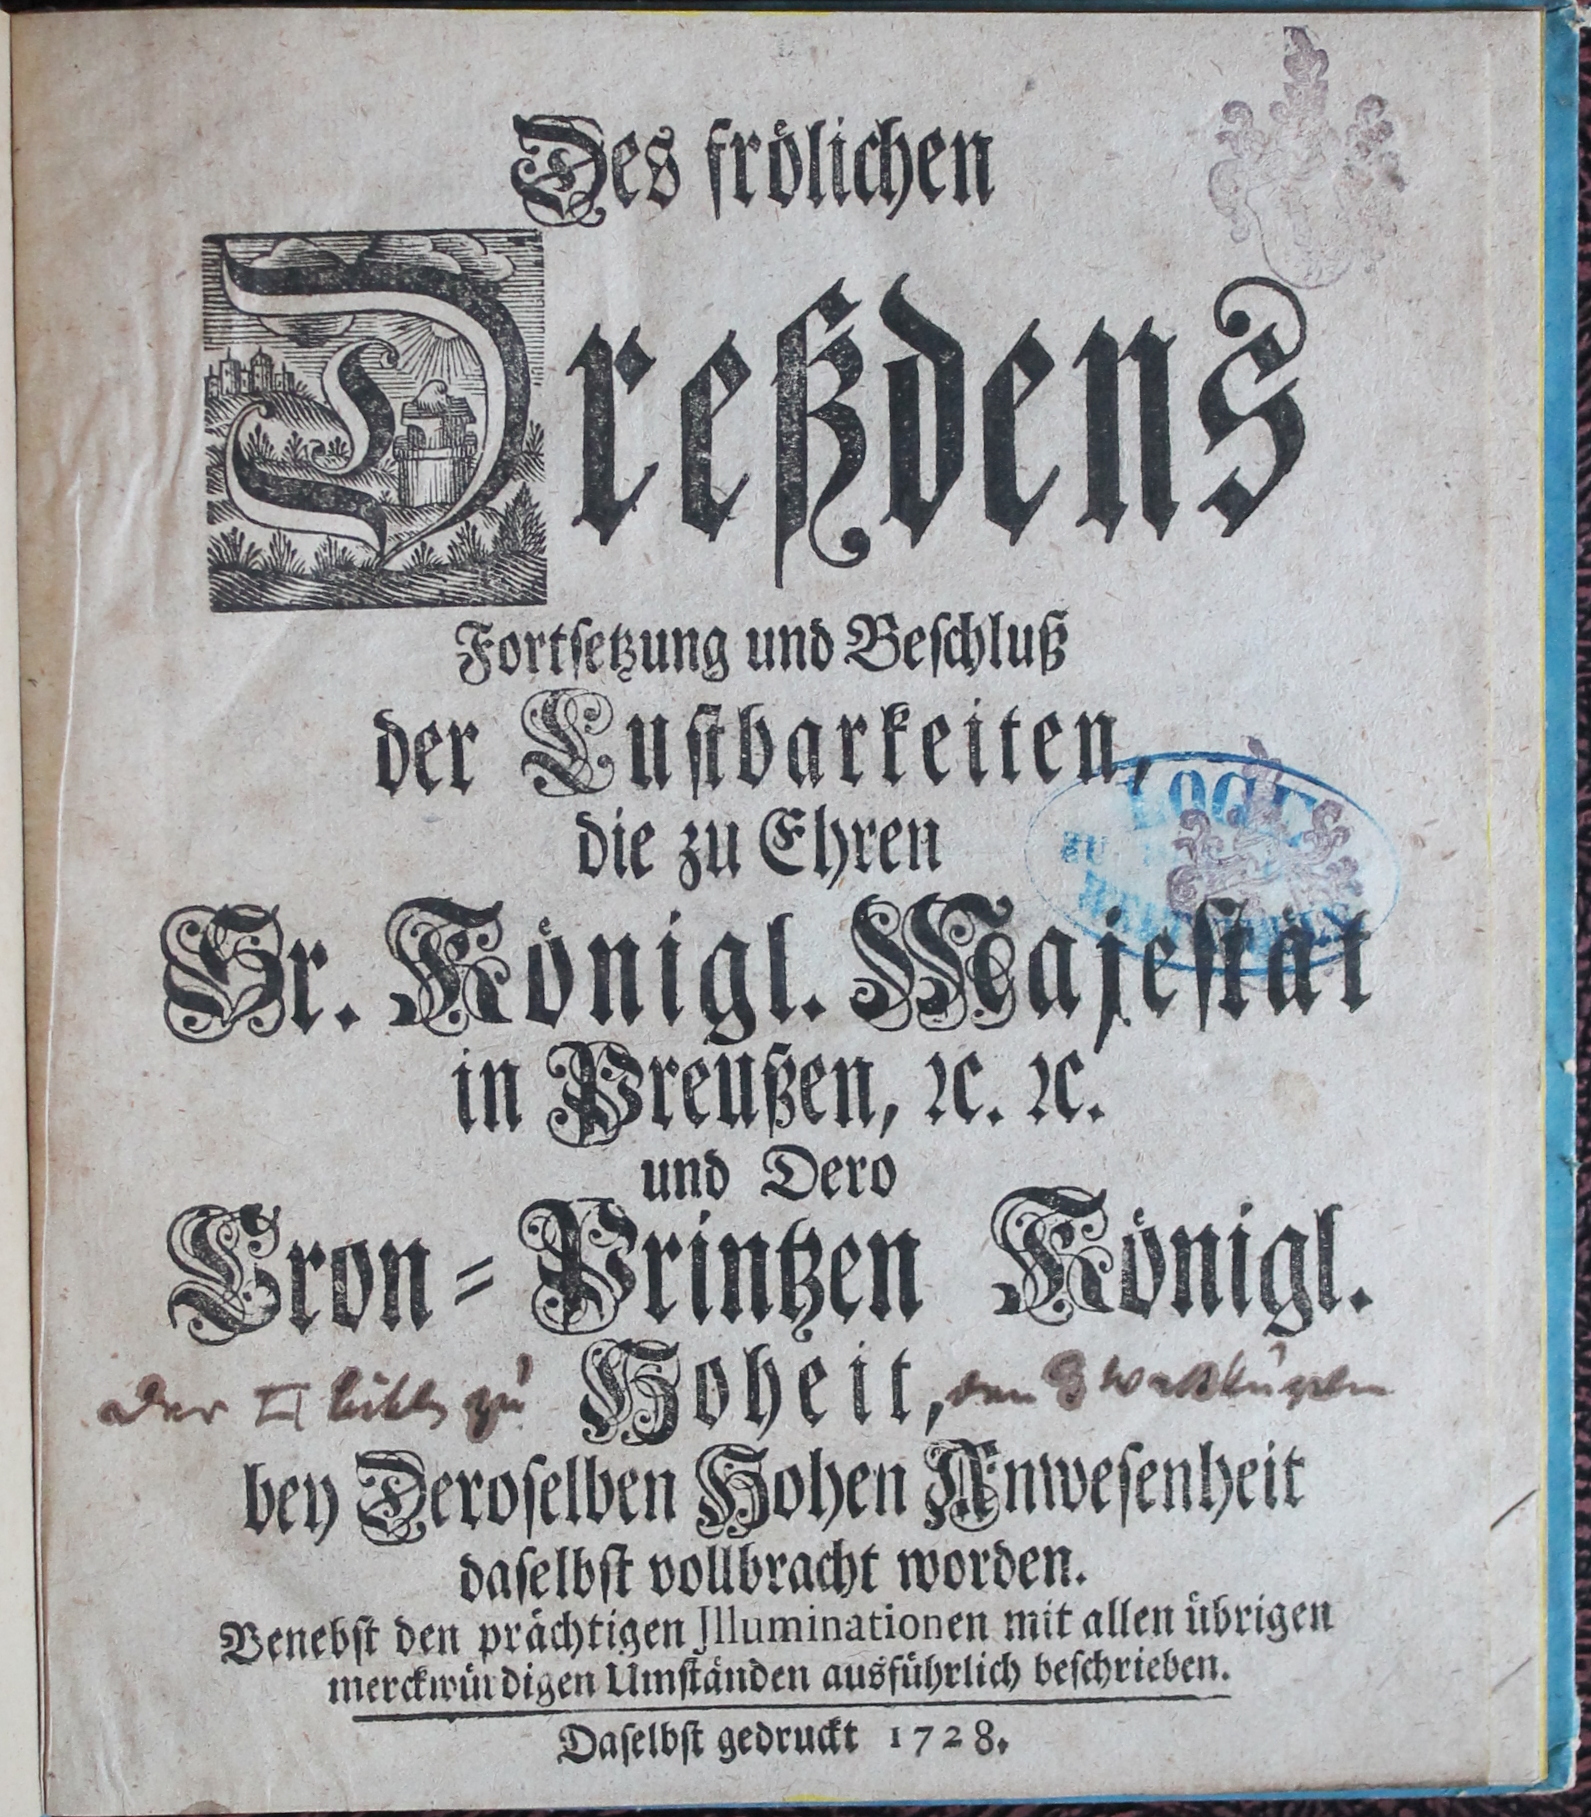 Des frölichen
Dreßdens
Fortsetzung und Beschluß
der Lustbarkeiten,
die zu Ehren
Sr. Königl. Majestät
in Preußen, ꝛc. ꝛc.
und Dero
Cron-Printzen Königl.
Hoheit,
bey Deroselben Hohen Anwesenheit
daselbst vollbracht worden.
Benebst den prächtigen Illuminationen mit allen übrigen
merckwürdigen Umständen ausführlich beschrieben.
Daselbst gedruckt 1728.